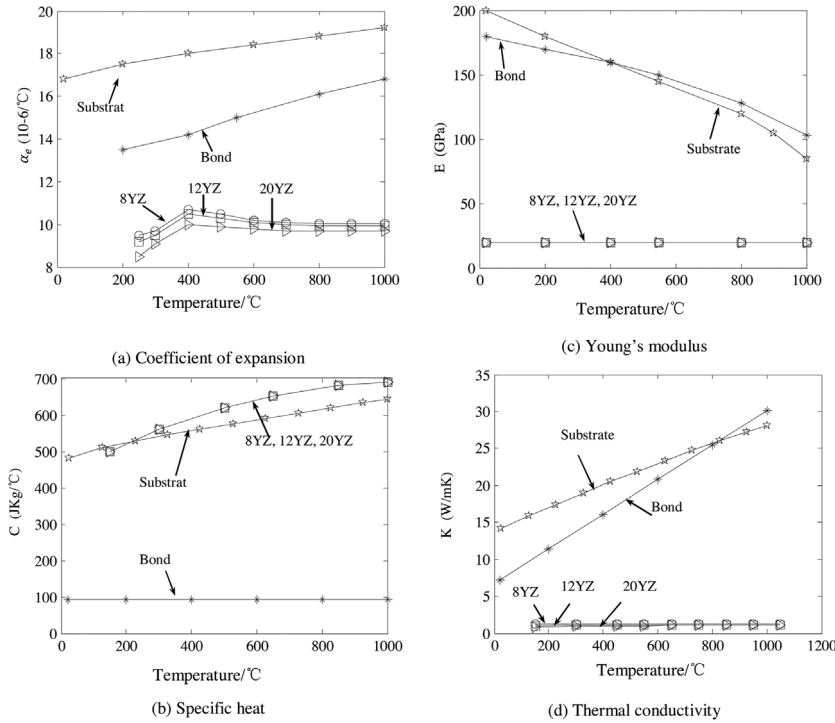 20
18
16
14
12
10
8
αe (10-6/℃)
Substrat
Bond
8YZ
12YZ
20YZ
0
200
400
600
800
1000
Temperature/℃
(a) Coefficient of expansion
200
150
100
50
0
E (GPa)
Bond
Substrate
8YZ, 12YZ, 20YZ
0
200
400
600
800
1000
Temperature/℃
(c) Young's modulus
700
600
500
400
300
200
100
0
C (JKg/℃)
8YZ, 12YZ, 20YZ
Substrat
Bond
0
200
400
600
800
1000
Temperature/℃
(b) Specific heat
35
30
25
20
15
10
5
0
K (W/mK)
Substrate
Bond
8YZ
12YZ
20YZ
0
200
400
600
800
1000
1200
Temperature/℃
(d) Thermal conductivity